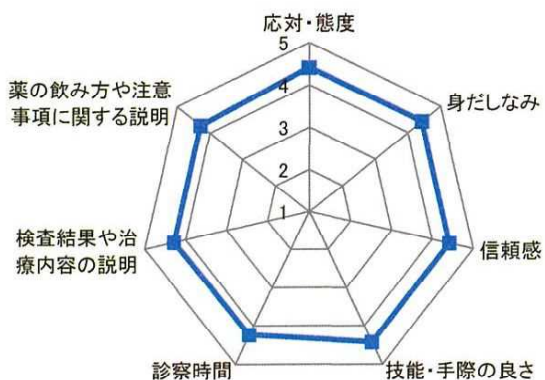 応対・態度
5
4
3
2
1
身だしなみ
信頼感
技能・手際の良さ
診察時間
検査結果や治
療内容の説明
薬の飲み方や注意
事項に関する説明